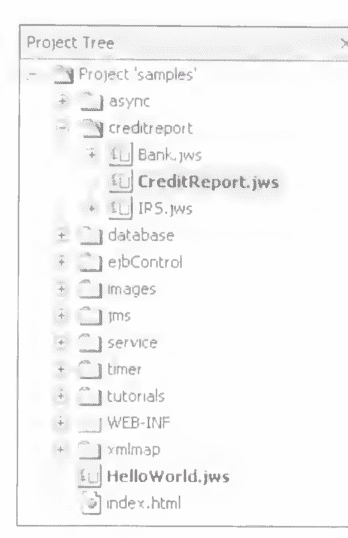 Project Tree
Project 'samples'
async
creditreport
Bank.jws
CreditReport.jws
IRS.jws
database
ejbControl
images
jms
service
timer
tutorials
WEB-INF
xmlmap
HelloWorld.jws
index.html